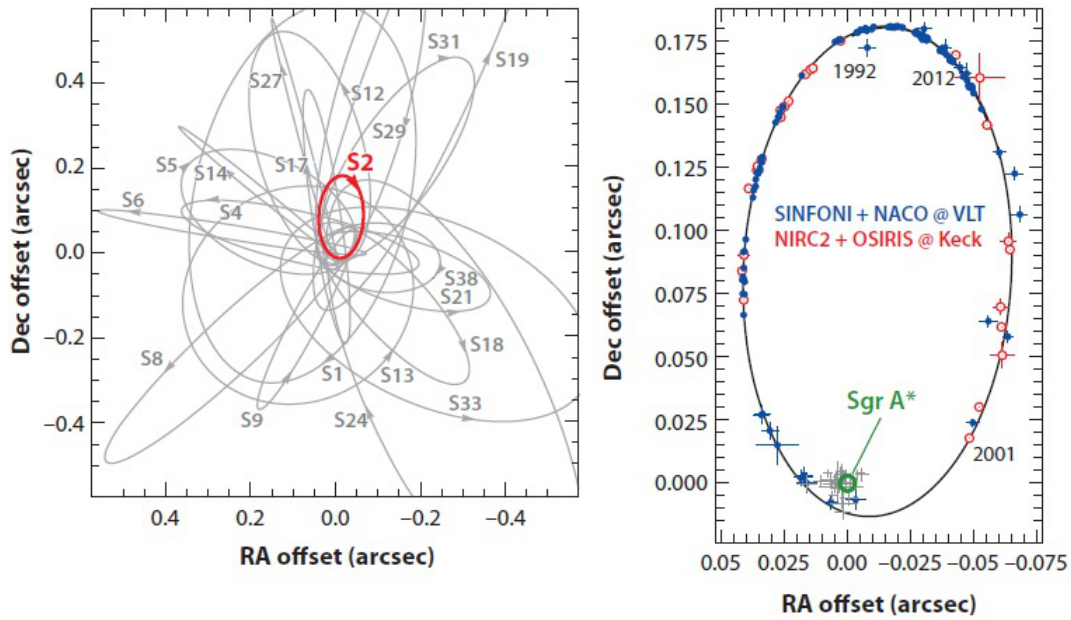 Dec offset (arcsec)
0.4
0.2
0.0
−0.2
−0.4
S31
S19
S27
S12
S29
S5
S14
S17
S2
S6
S4
S38
S21
S8
S18
S1
S13
S33
S9
S24
0.4
0.2
0.0
−0.2
−0.4
RA offset (arcsec)
Dec offset (arcsec)
0.175
0.150
0.125
0.100
0.075
0.050
0.025
0.000
1992
2012
SINFONI + NACO @ VLT
NIRC2 + OSIRIS @ Keck
Sgr A*
2001
0.05
0.025
0.00
−0.025
−0.05
−0.075
RA offset (arcsec)